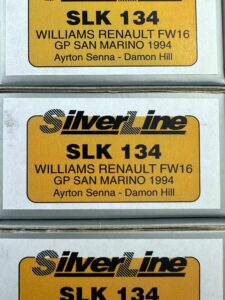 SLK 134
WILLIAMS RENAULT FW16
GP SAN MARINO 1994
Ayrton Senna - Damon Hill
SilverLine
SLK 134
WILLIAMS RENAULT FW16
GP SAN MARINO 1994
Ayrton Senna - Damon Hill
SilverLine
SLK 134